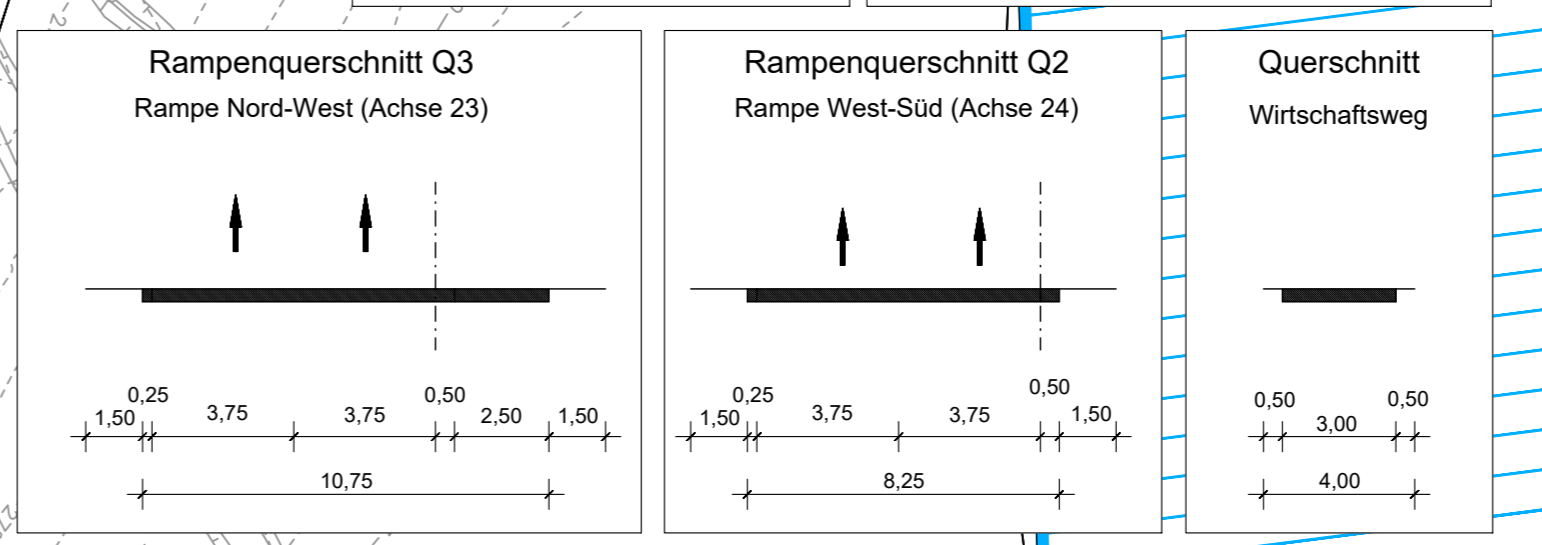 Rampenquerschnitt Q3
Rampe Nord-West (Achse 23)
0,25 0,50
1,50 3,75 3,75 2,50 1,50
10,75
Rampenquerschnitt Q2
Rampe West-Süd (Achse 24)
0,25 0,50
1,50 3,75 3,75 1,50
8,25
Querschnitt
Wirtschaftsweg
0,50 0,50
3,00
4,00